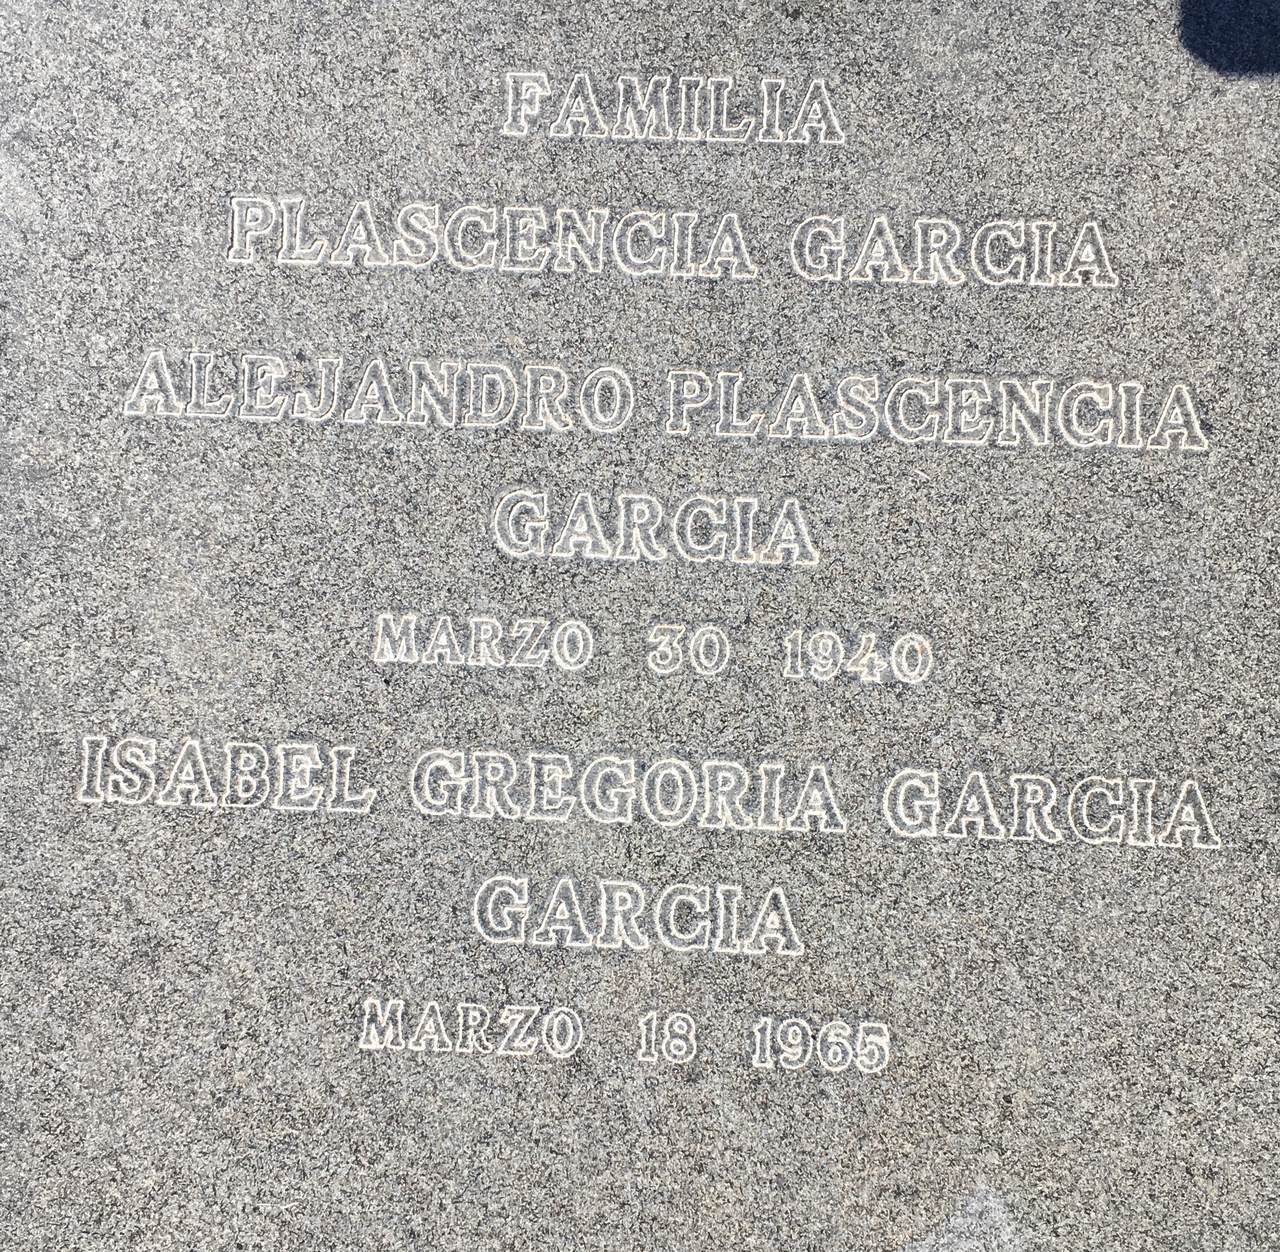 FAMILIA
PLASCENCIA GARCIA
ALEJANDRO PLASCENCIA
GARCIA
MARZO 30 1940
ISABEL GREGORIA GARCIA
GARCIA
MARZO 18 1965